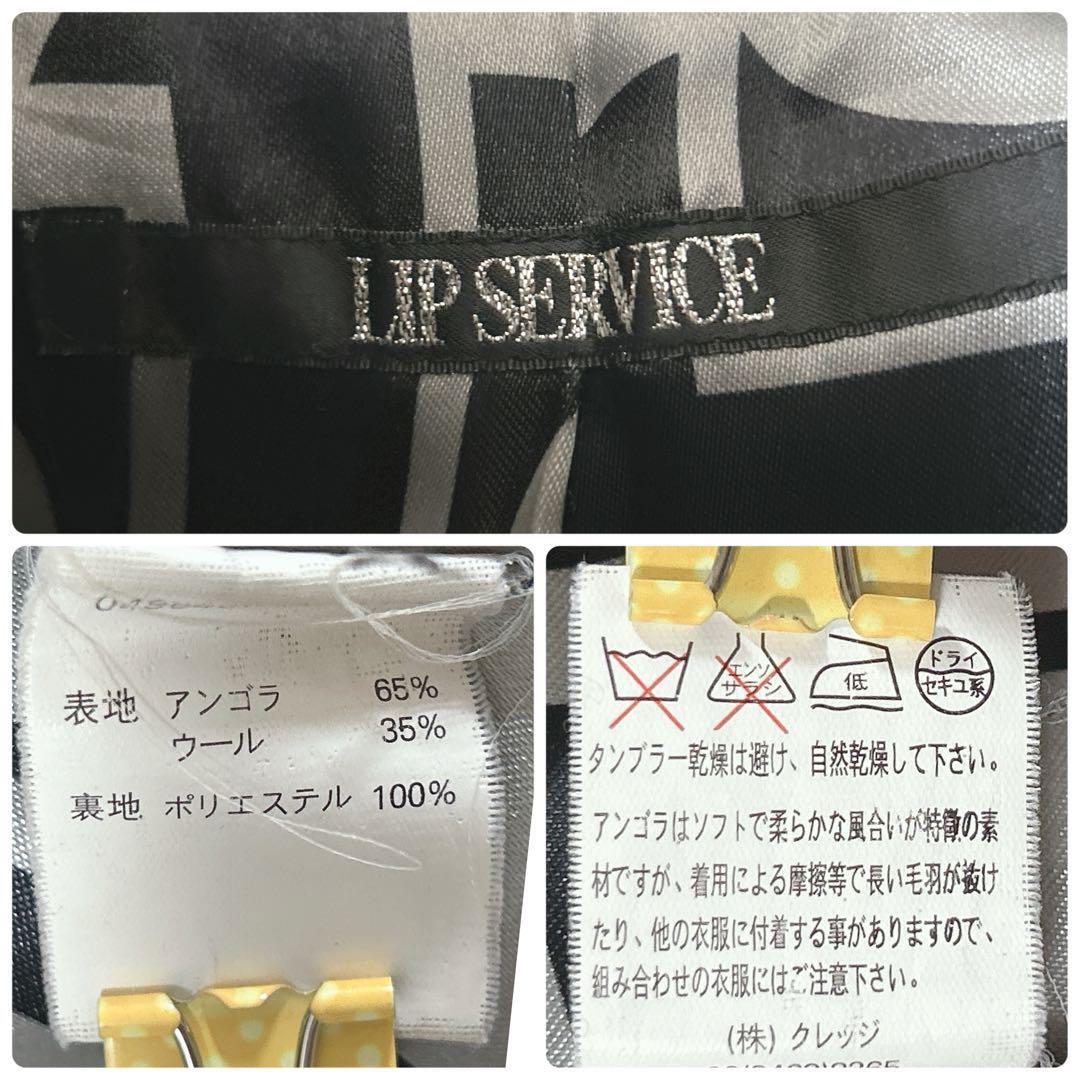 LIP SERVICE
表地 アンゴラ 65%
ウール 35%
裏地 ポリエステル 100%
エンソ
サラシ
低
ドライ
セキユ系
タンブラー乾燥は避け、自然乾燥して下さい。
アンゴラはソフトで柔らかな風合いが特徴の素
材ですが、着用による摩擦等で長い毛羽が抜け
たり、他の衣服に付着する事がありますので、
組み合わせの衣服にはご注意下さい。
(株) クレッジ